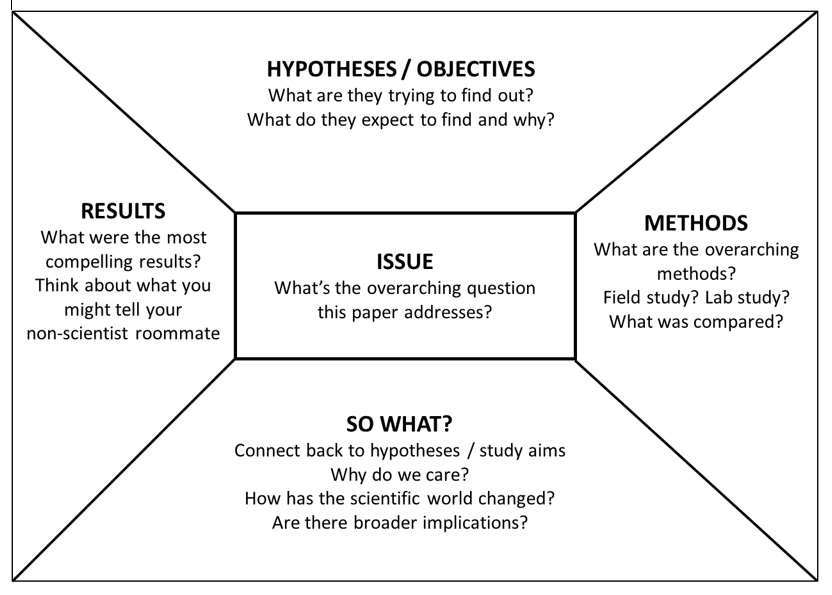 HYPOTHESES / OBJECTIVES
What are they trying to find out?
What do they expect to find and why?
RESULTS
What were the most
compelling results?
Think about what you
might tell your
non-scientist roommate
ISSUE
What's the overarching question
this paper addresses?
METHODS
What are the overarching
methods?
Field study? Lab study?
What was compared?
SO WHAT?
Connect back to hypotheses / study aims
Why do we care?
How has the scientific world changed?
Are there broader implications?